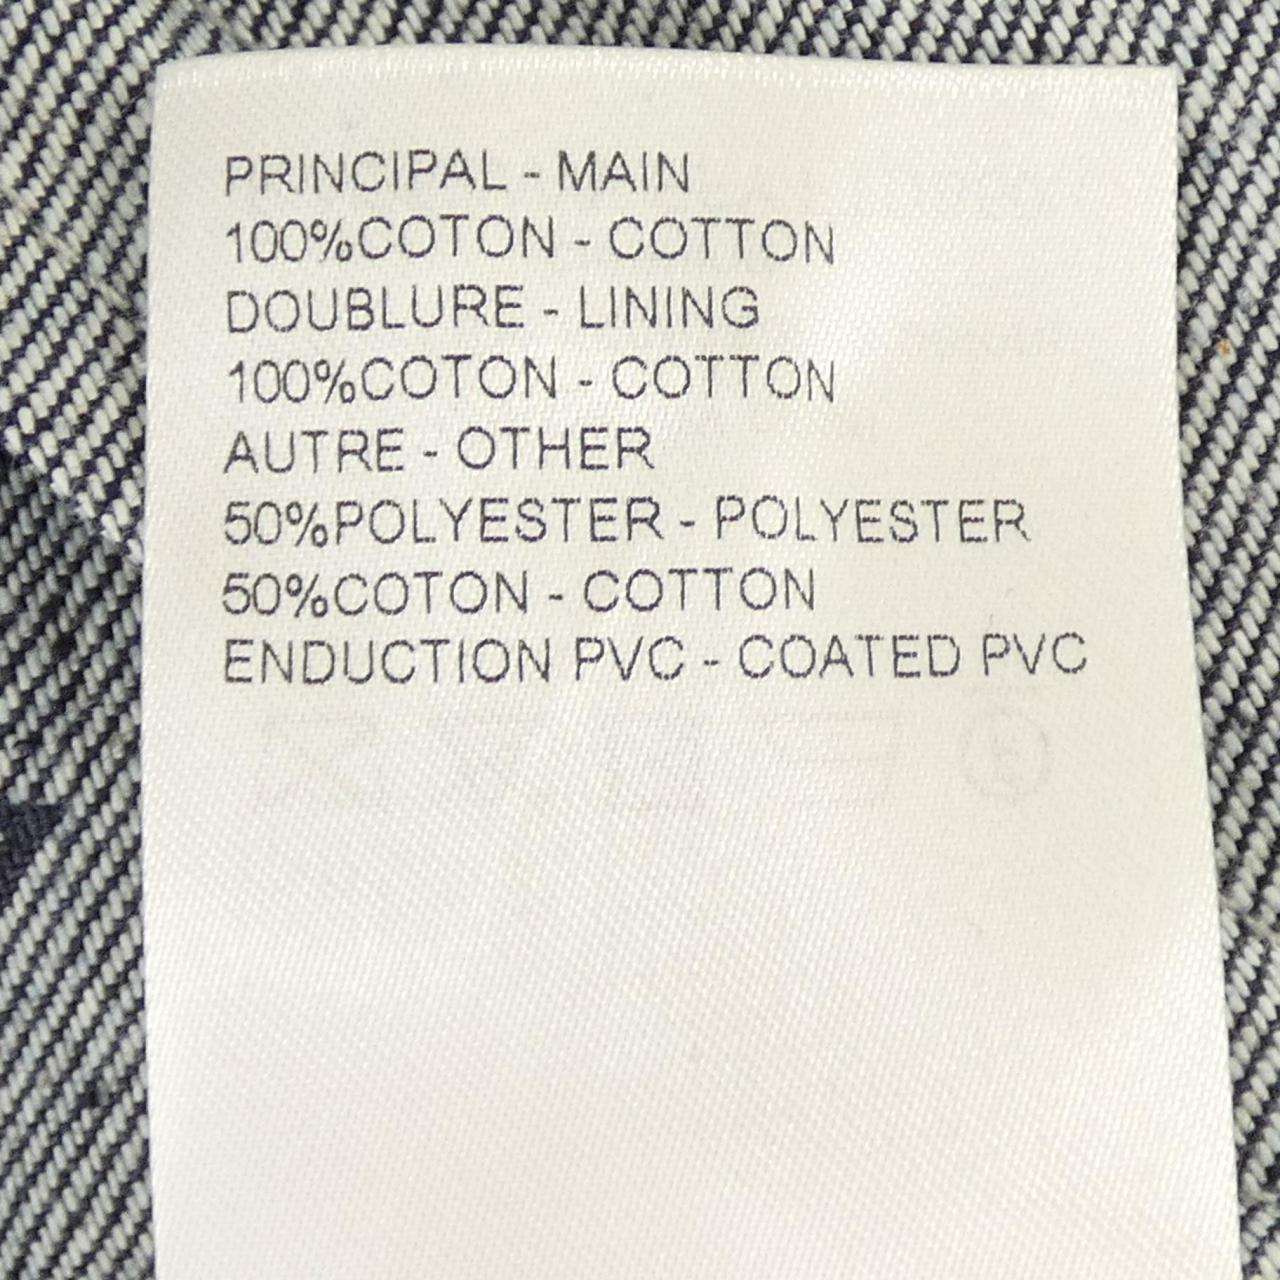 PRINCIPAL - MAIN
100%COTON - COTTON
DOUBLURE - LINING
100%COTON - COTTON
AUTRE - OTHER
50%POLYESTER - POLYESTER
50%COTON - COTTON
ENDUCTION PVC - COATED PVC